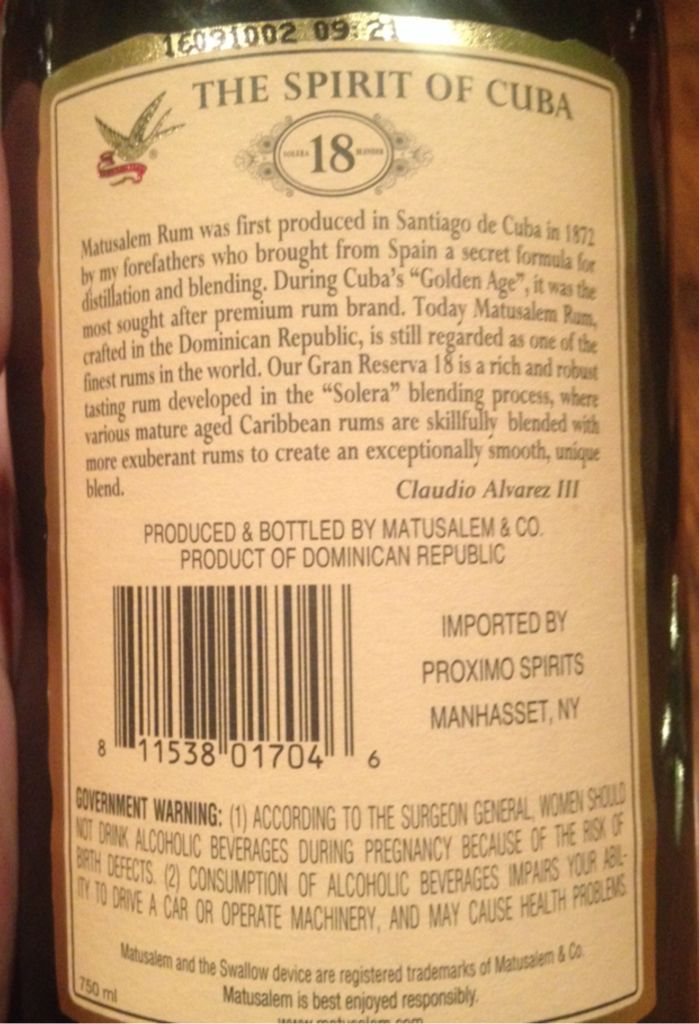 16091002 09:21
THE SPIRIT OF CUBA
SOLERA 18 BLENDER
Matusalem Rum was first produced in Santiago de Cuba in 1872
by my forefathers who brought from Spain a secret formula for
distillation and blending. During Cuba's "Golden Age", it was the
most sought after premium rum brand. Today Matusalem Rum,
crafted in the Dominican Republic, is still regarded as one of the
finest rums in the world. Our Gran Reserva 18 is a rich and robust
tasting rum developed in the "Solera" blending process, where
various mature aged Caribbean rums are skillfully blended with
more exuberant rums to create an exceptionally smooth, unique
blend.
Claudio Alvarez III
PRODUCED & BOTTLED BY MATUSALEM & CO.
PRODUCT OF DOMINICAN REPUBLIC
IMPORTED BY
PROXIMO SPIRITS
MANHASSET, NY
8 11538 01704 6
GOVERNMENT WARNING: (1) ACCORDING TO THE SURGEON GENERAL, WOMEN SHOULD
NOT DRINK ALCOHOLIC BEVERAGES DURING PREGNANCY BECAUSE OF THE RISK OF
BIRTH DEFECTS. (2) CONSUMPTION OF ALCOHOLIC BEVERAGES IMPAIRS YOUR ABIL-
ITY TO DRIVE A CAR OR OPERATE MACHINERY, AND MAY CAUSE HEALTH PROBLEMS.
Matusalem and the Swallow device are registered trademarks of Matusalem & Co.
750 ml
Matusalem is best enjoyed responsibly.
www.matusalem.com